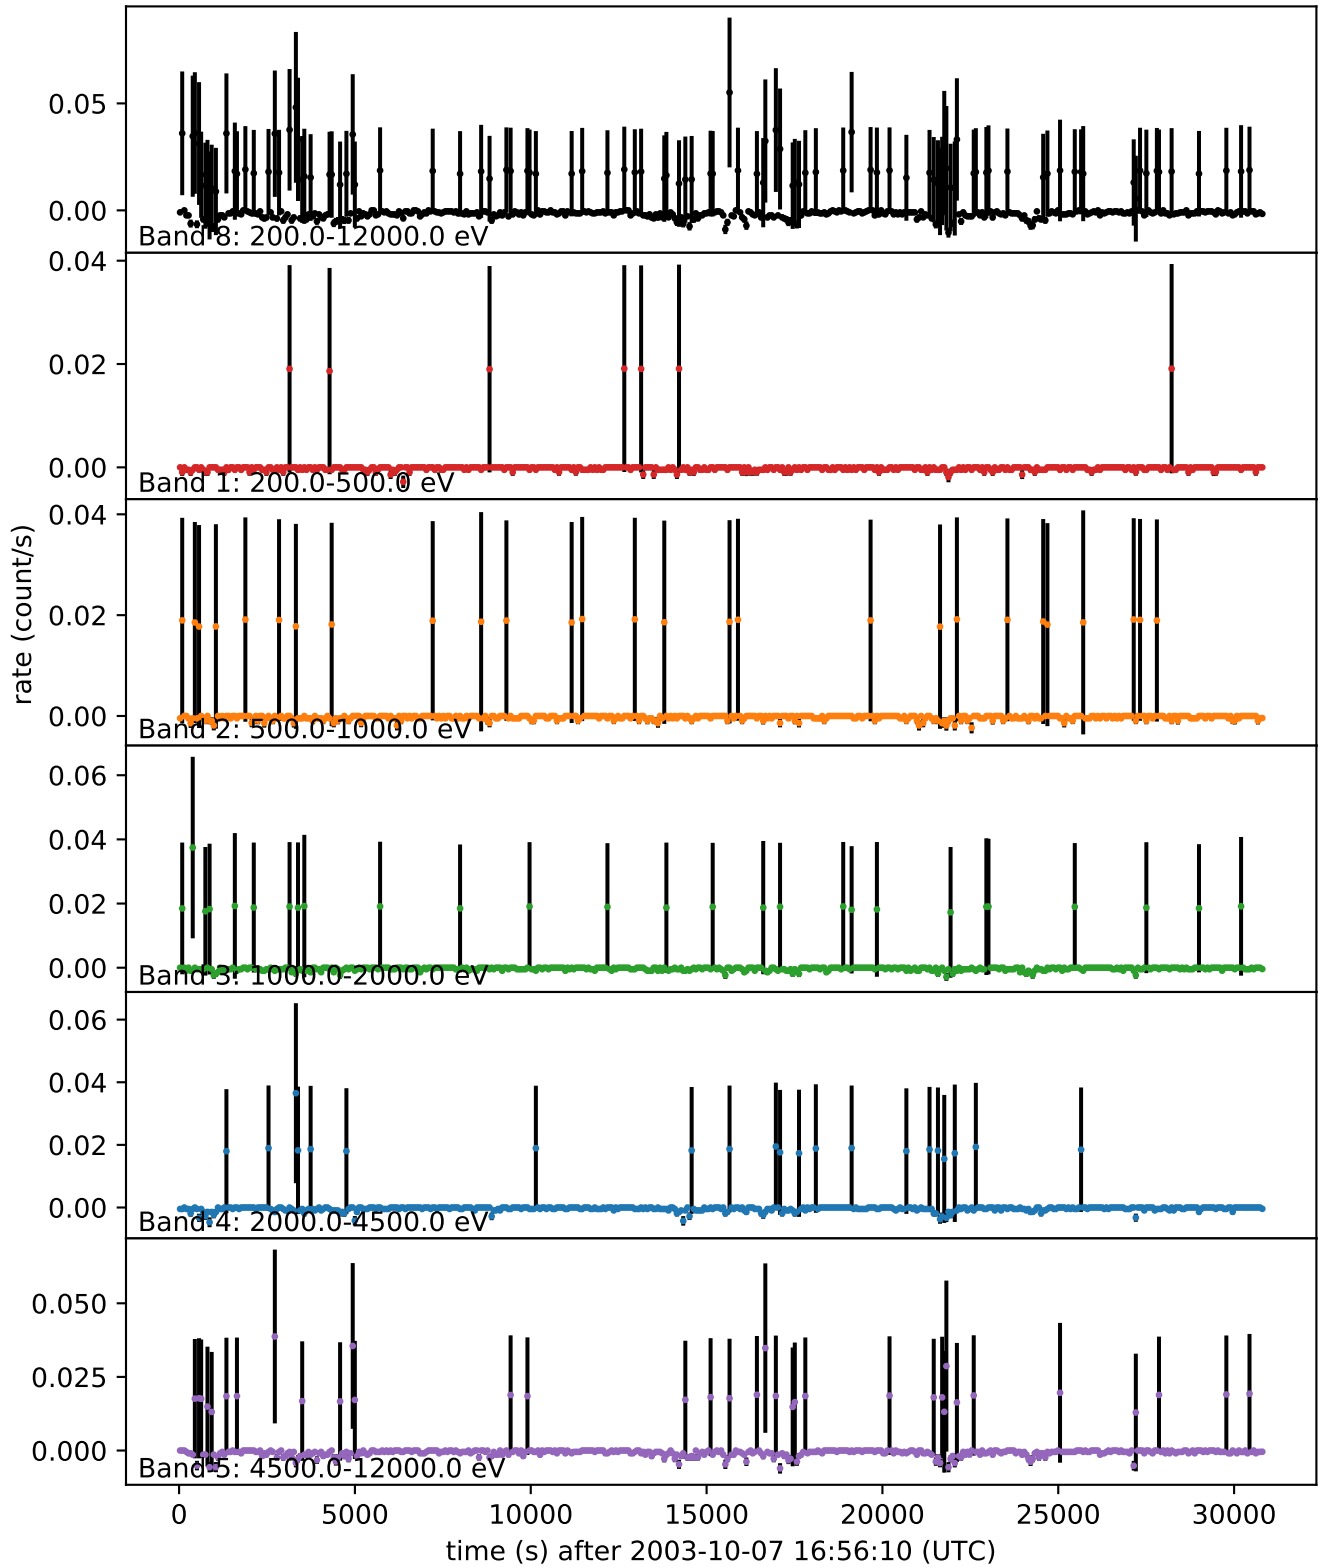 0.05
0.00
Band 8: 200.0-12000.0 eV
0.04
0.02
0.00
Band 1: 200.0-500.0 eV
0.04
0.02
0.00
Band 2: 500.0-1000.0 eV
rate (count/s)
0.06
0.04
0.02
0.00
Band 3: 1000.0-2000.0 eV
0.06
0.04
0.02
0.00
Band 4: 2000.0-4500.0 eV
0.050
0.025
0.000
Band 5: 4500.0-12000.0 eV
0 5000 10000 15000 20000 25000 30000
time (s) after 2003-10-07 16:56:10 (UTC)